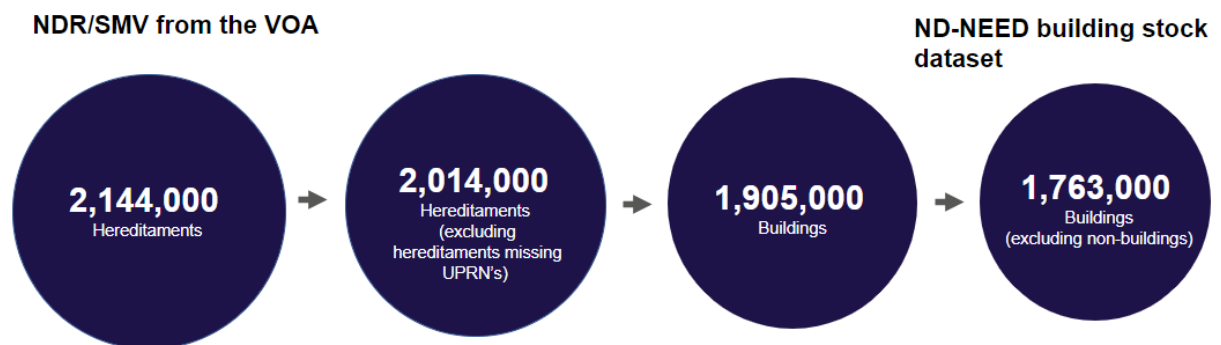 NDR/SMV from the VOA
ND-NEED building stock
dataset
2,144,000
Hereditaments
2,014,000
Hereditaments
(excluding
hereditaments missing
UPRN's)
1,905,000
Buildings
1,763,000
Buildings
(excluding non-buildings)